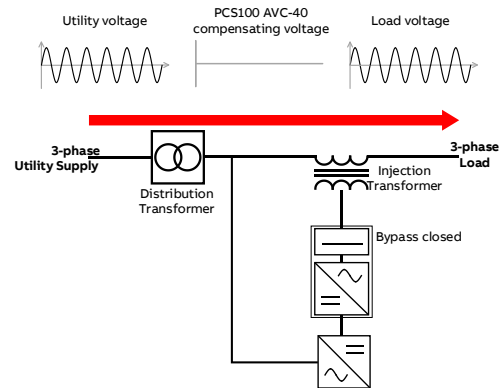 Utility voltage
PCS100 AVC-40
compensating voltage
Load voltage
3-phase
Utility Supply
3-phase
Load
Distribution
Transformer
Injection
Transformer
Bypass closed